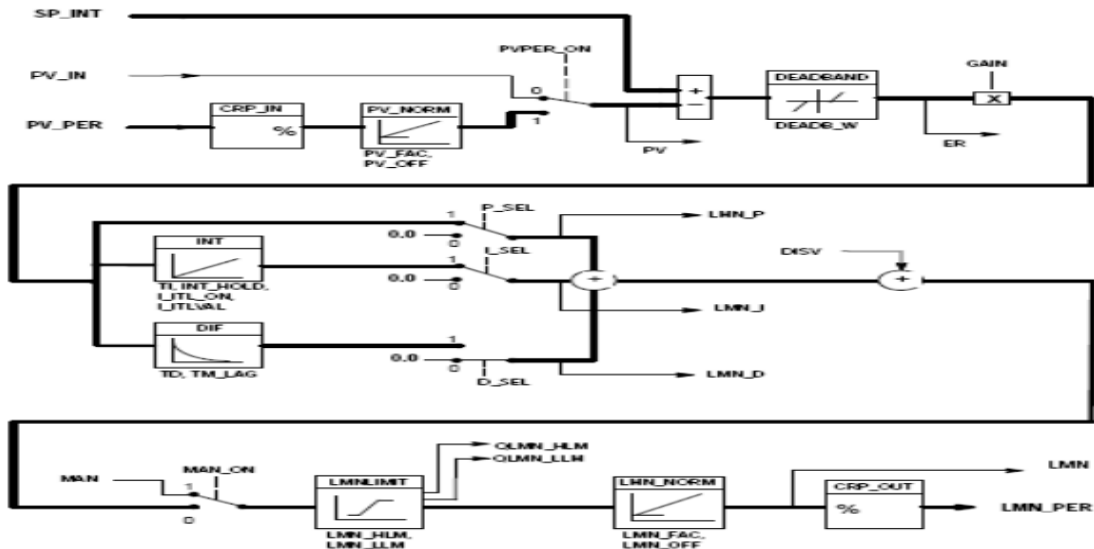 SP_INT
PVPER_ON
GAIN
PV_IN
DEADBAND
0
+
CRP_IN
PV_NORM
−
X
PV_PER
%
1
DEADB_W
PV_FAC,
PV_OFF
PV
ER
P_SEL
1
LMN_P
0.0
0
INT
I_SEL
DISV
1
0.0
0
+
+
TI, INT_HOLD,
I_ITL_ON,
I_ITLVAL
LMN_I
DIF
1
0.0
0
TD, TM_LAG
D_SEL
LMN_D
QLMN_HLM
QLMN_LLM
MAN
MAN_ON
LMNLIMIT
LMN_NORM
CRP_OUT
LMN
1
0
%
LMN_PER
LMN_HLM,
LMN_LLM
LMN_FAC,
LMN_OFF